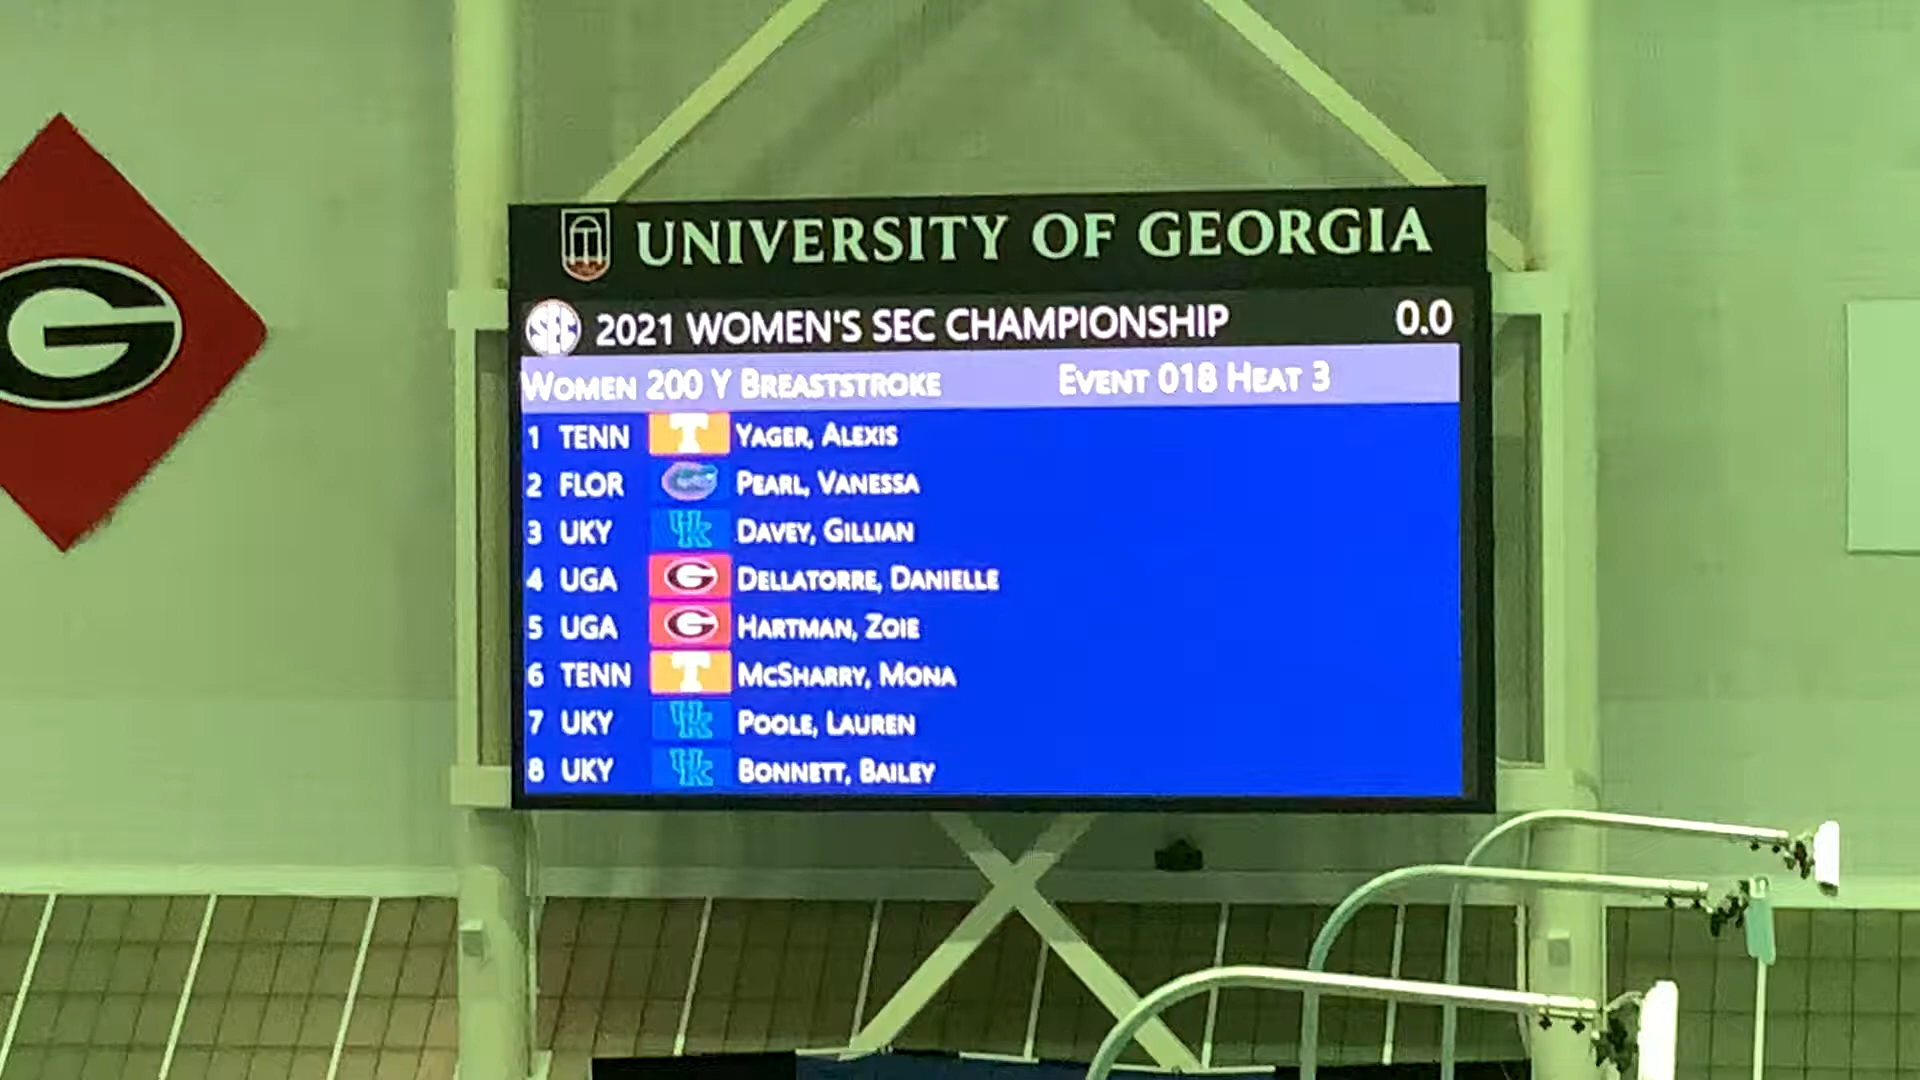 UNIVERSITY OF GEORGIA
SEC 2021 WOMEN'S SEC CHAMPIONSHIP 0.0
WOMEN 200 Y BREASTSTROKE EVENT 018 HEAT 3
1 TENN T YAGER, ALEXIS
2 FLOR PEARL, VANESSA
3 UKY UK DAVEY, GILLIAN
4 UGA G DELLATORRE, DANIELLE
5 UGA G HARTMAN, ZOIE
6 TENN T MCSHARRY, MONA
7 UKY UK POOLE, LAUREN
8 UKY UK BONNETT, BAILEY
G